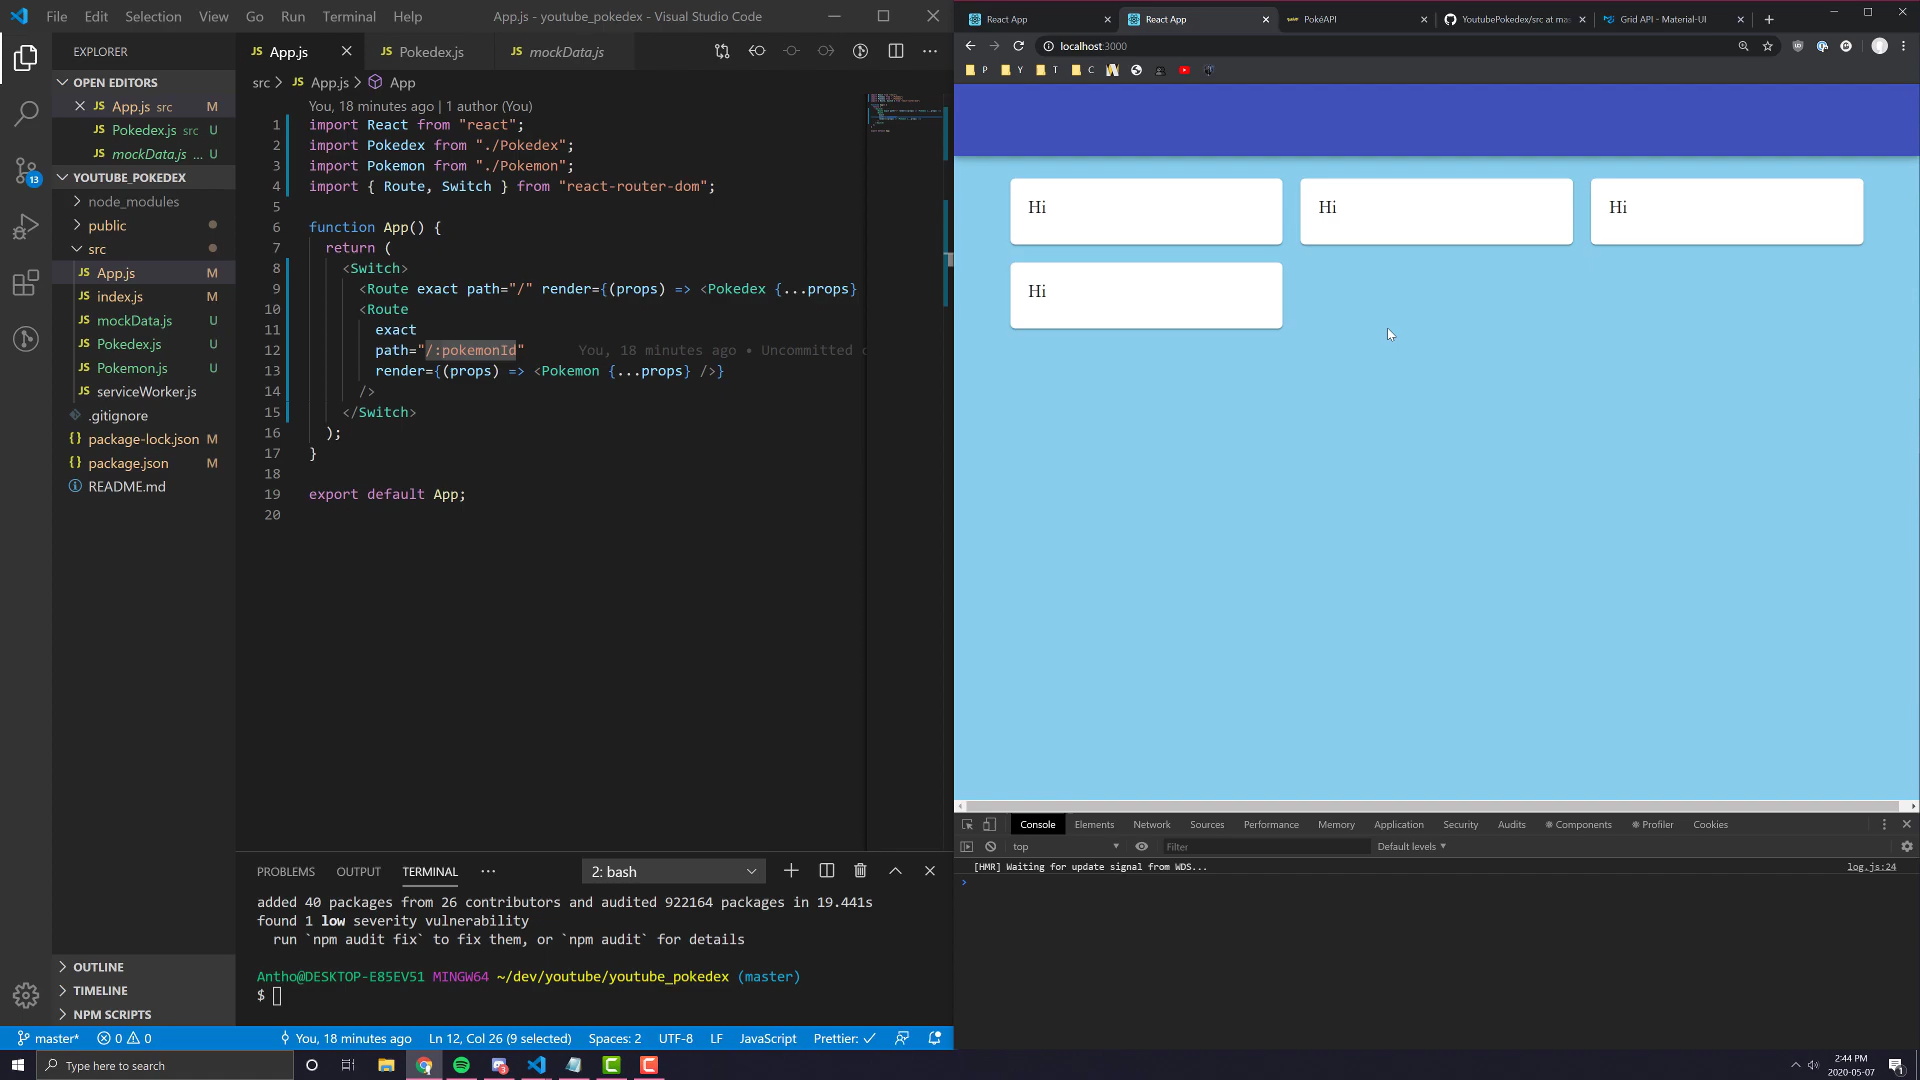 File Edit Selection View Go Run Terminal Help
App.js - youtube_pokedex - Visual Studio Code
EXPLORER
OPEN EDITORS
App.js src M
Pokedex.js src U
mockData.js ... U
YOUTUBE_POKEDEX
node_modules
public
src
App.js M
index.js M
mockData.js U
Pokedex.js U
Pokemon.js U
serviceWorker.js
.gitignore
package-lock.json M
package.json M
README.md
OUTLINE
TIMELINE
NPM SCRIPTS
13
JS App.js
JS Pokedex.js
JS mockData.js
src > JS App.js > App
You, 18 minutes ago | 1 author (You)
1 import React from "react";
2 import Pokedex from "./Pokedex";
3 import Pokemon from "./Pokemon";
4 import { Route, Switch } from "react-router-dom";
5
6 function App() {
7 return (
8 <Switch>
9 <Route exact path="/" render={(props) => <Pokedex {...props}
10 <Route
11 exact
12 path="/:pokemonId" You, 18 minutes ago • Uncommitted c
13 render={(props) => <Pokemon {...props} />}
14 />
15 </Switch>
16 );
17 }
18
19 export default App;
20
PROBLEMS OUTPUT TERMINAL ... 2: bash
added 40 packages from 26 contributors and audited 922164 packages in 19.441s
found 1 low severity vulnerability
run `npm audit fix` to fix them, or `npm audit` for details
Antho@DESKTOP-E85EV51 MINGW64 ~/dev/youtube/youtube_pokedex (master)
$
master* 0 0 You, 18 minutes ago Ln 12, Col 26 (9 selected) Spaces: 2 UTF-8 LF JavaScript Prettier: ✓
React App
React App
PokéAPI
YoutubePokedex/src at mas
Grid API - Material-UI
localhost:3000
P Y T C
Hi
Hi
Hi
Hi
Console Elements Network Sources Performance Memory Application Security Audits Components Profiler Cookies
top Filter Default levels
[HMR] Waiting for update signal from WDS... log.js:24
Type here to search
2:44 PM
2020-05-07